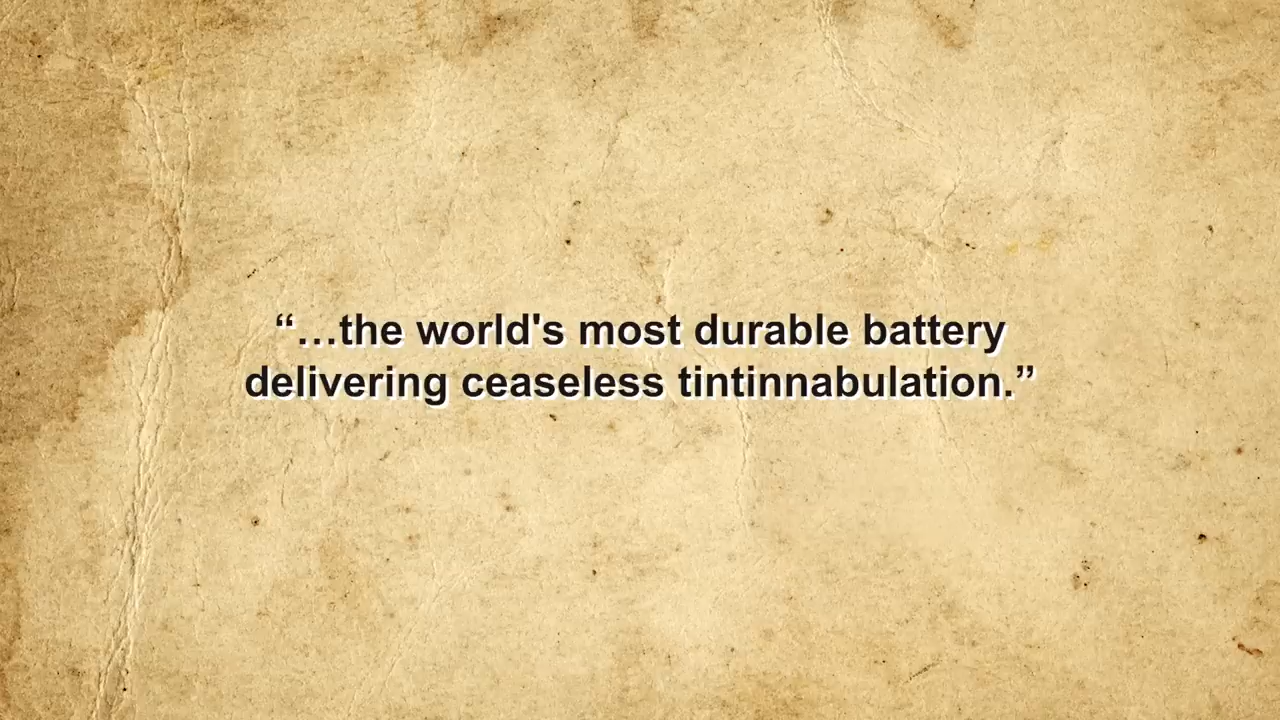 “…the world's most durable battery
delivering ceaseless tintinnabulation.”